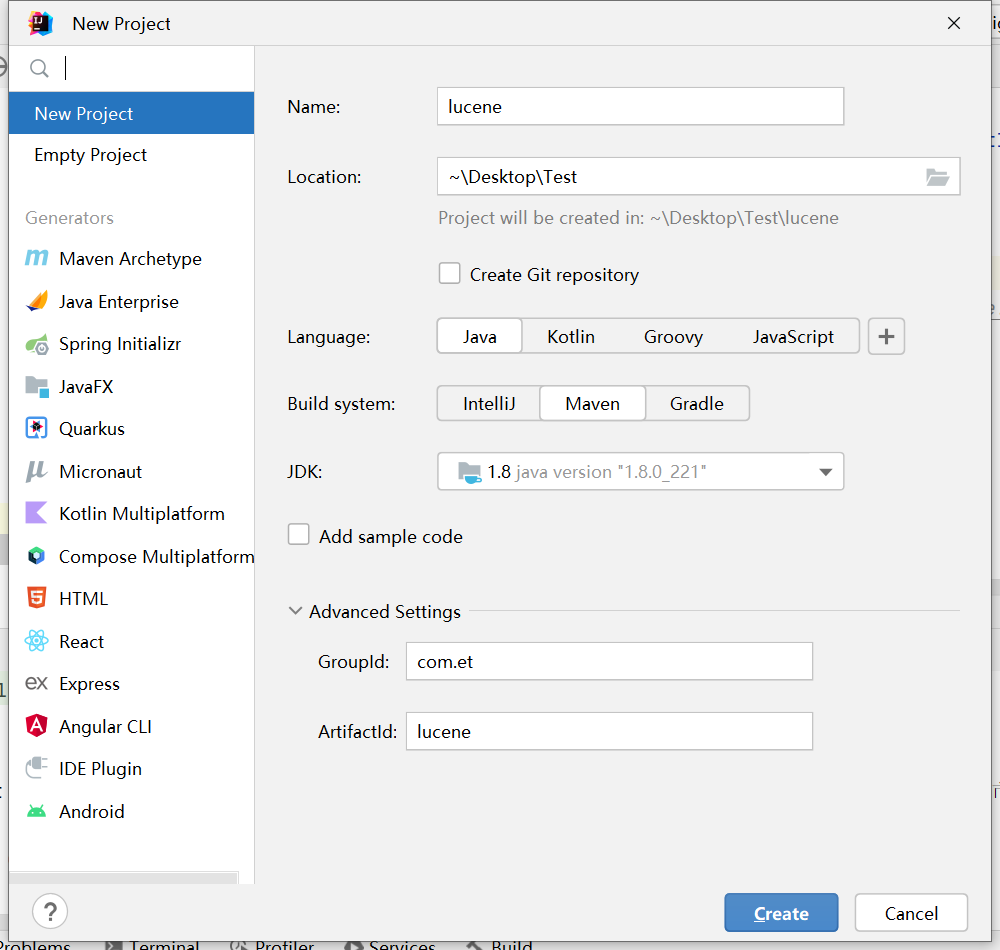 New Project
New Project
Empty Project
Generators
Maven Archetype
Java Enterprise
Spring Initializr
JavaFX
Quarkus
Micronaut
Kotlin Multiplatform
Compose Multiplatform
HTML
React
Express
Angular CLI
IDE Plugin
Android
Name: lucene
Location: ~\Desktop\Test
Project will be created in: ~\Desktop\Test\lucene
Create Git repository
Language: Java Kotlin Groovy JavaScript +
Build system: IntelliJ Maven Gradle
JDK: 1.8 java version "1.8.0_221"
Add sample code
Advanced Settings
GroupId: com.et
ArtifactId: lucene
? Create Cancel
Problems Terminal Profiler Services Build